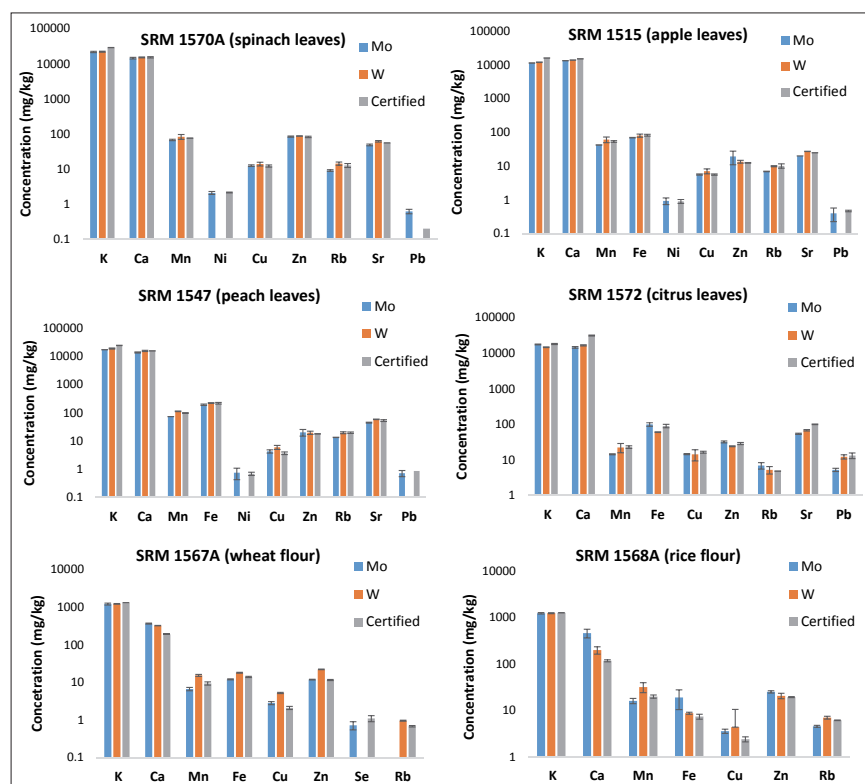 SRM 1570A (spinach leaves)
Concentration (mg/kg)
100000
10000
1000
100
10
1
0.1
K Ca Mn Ni Cu Zn Rb Sr Pb
Mo
W
Certified
SRM 1515 (apple leaves)
Concentration (mg/kg)
100000
10000
1000
100
10
1
0.1
K Ca Mn Fe Ni Cu Zn Rb Sr Pb
Mo
W
Certified
SRM 1547 (peach leaves)
Concentration (mg/kg)
100000
10000
1000
100
10
1
0.1
K Ca Mn Fe Ni Cu Zn Rb Sr Pb
Mo
W
Certified
SRM 1572 (citrus leaves)
Concentration (mg/kg)
100000
10000
1000
100
10
1
K Ca Mn Fe Cu Zn Rb Sr Pb
Mo
W
Certified
SRM 1567A (wheat flour)
Concetration (mg/kg)
10000
1000
100
10
1
0.1
K Ca Mn Fe Cu Zn Se Rb
Mo
W
Certified
SRM 1568A (rice flour)
Concentration (mg/kg)
10000
1000
100
10
1
K Ca Mn Fe Cu Zn Rb
Mo
W
Certified